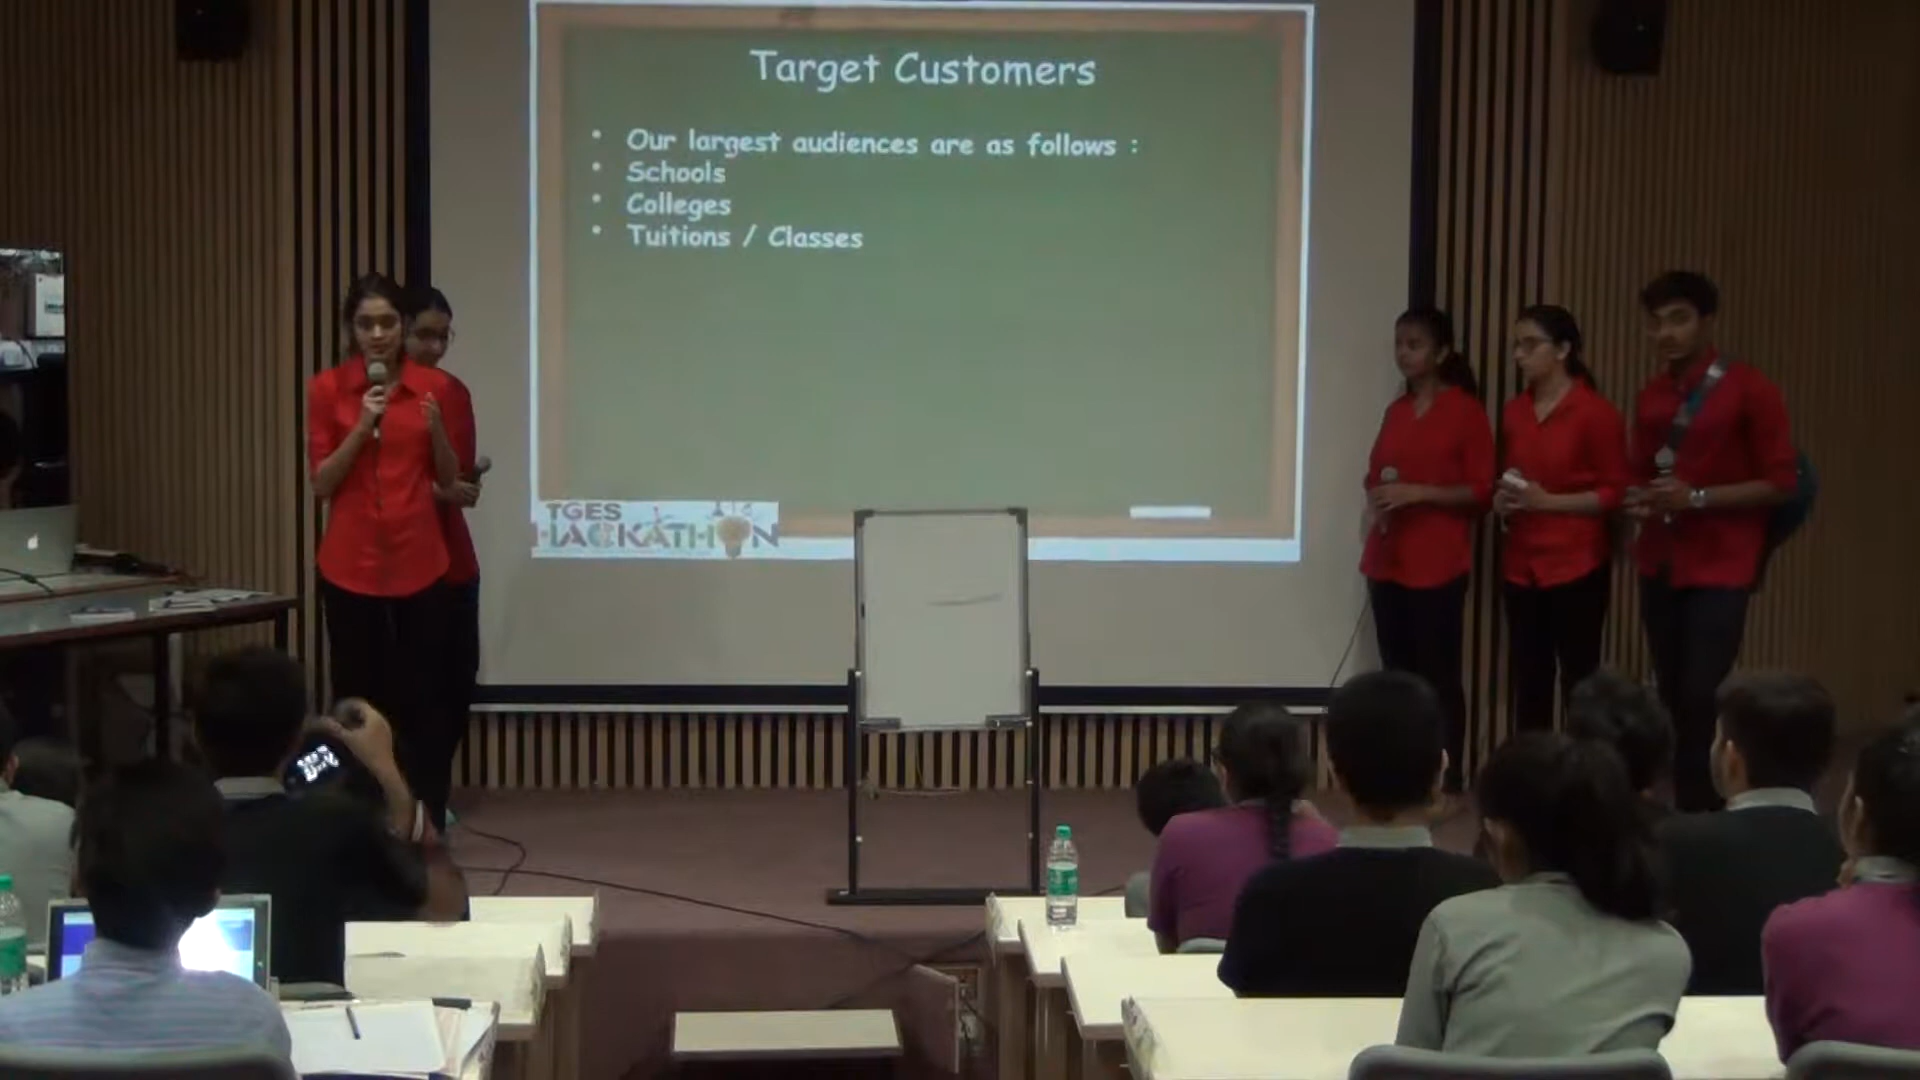 Target Customers
• Our largest audiences are as follows :
• Schools
• Colleges
• Tuitions / Classes
TGES
HACKATHON